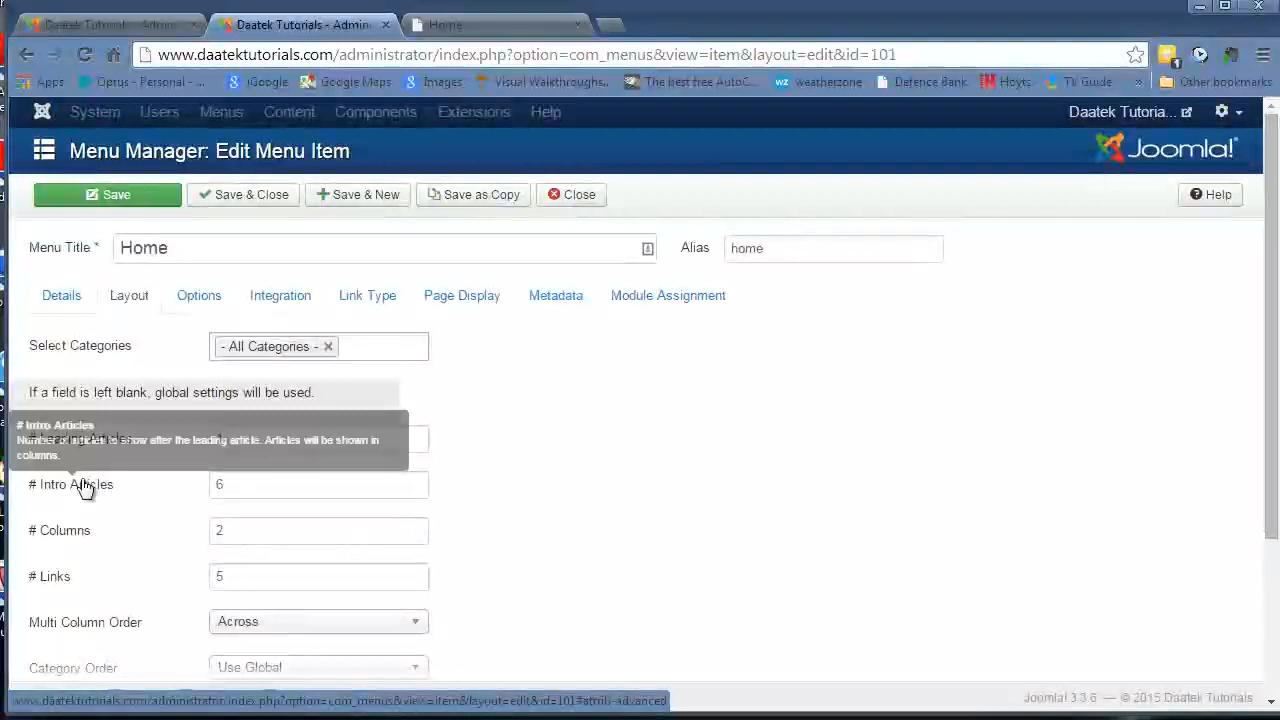 Daatek Tutorials - Admin
Daatek Tutorials - Admin
Home
www.daatektutorials.com/administrator/index.php?option=com_menus&view=item&layout=edit&id=101
Apps Optus - Personal - iGoogle Google Maps Images Visual Walkthroughs, The best free AutoC... weatherzone Defence Bank Hoyts TV Guide » Other bookmarks
System Users Menus Content Components Extensions Help Daatek Tutoria...
Menu Manager: Edit Menu Item Joomla!
Save Save & Close Save & New Save as Copy Close Help
Menu Title * Home Alias home
Details Layout Options Integration Link Type Page Display Metadata Module Assignment
Select Categories - All Categories -
If a field is left blank, global settings will be used.
# Intro Articles
# Leading Articles
Number of articles to show after the leading article. Articles will be shown in
columns.
# Intro Articles 6
# Columns 2
# Links 5
Multi Column Order Across
Category Order Use Global
www.daatektutorials.com/administrator/index.php?option=com_menus&view=item&layout=edit&id=101#attrib-advanced
Joomla! 3.3.6 — © 2015 Daatek Tutorials